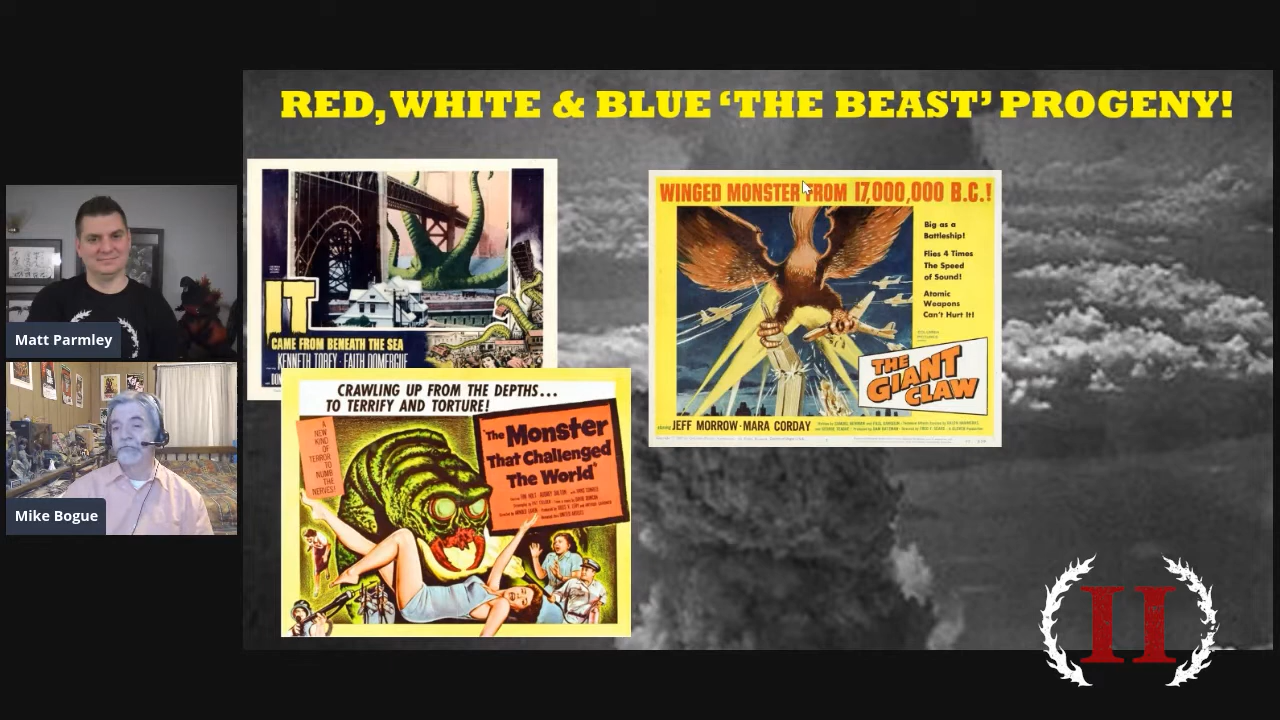 RED, WHITE & BLUE ‘THE BEAST’ PROGENY!
Matt Parmley
Mike Bogue
IT
CAME FROM BENEATH THE SEA
KENNETH TOBEY · FAITH DOMERGUE
CRAWLING UP FROM THE DEPTHS...
TO TERRIFY AND TORTURE!
A
NEW
KIND
OF
TERROR
TO
NUMB
THE
NERVES!
The Monster
That Challenged
The World
WINGED MONSTER FROM 17,000,000 B.C.!
Big as a
Battleship!
Flies 4 Times
The Speed
of Sound!
Atomic
Weapons
Can't Hurt It!
THE
GIANT
CLAW
JEFF MORROW · MARA CORDAY
II